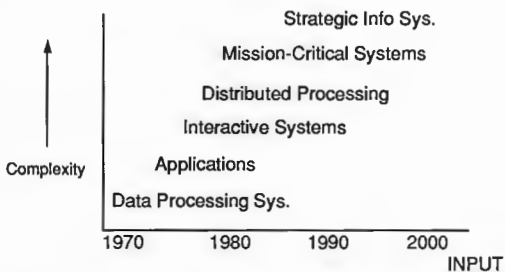 Strategic Info Sys.
Mission-Critical Systems
Distributed Processing
Interactive Systems
Complexity
Applications
Data Processing Sys.
1970 1980 1990 2000
INPUT